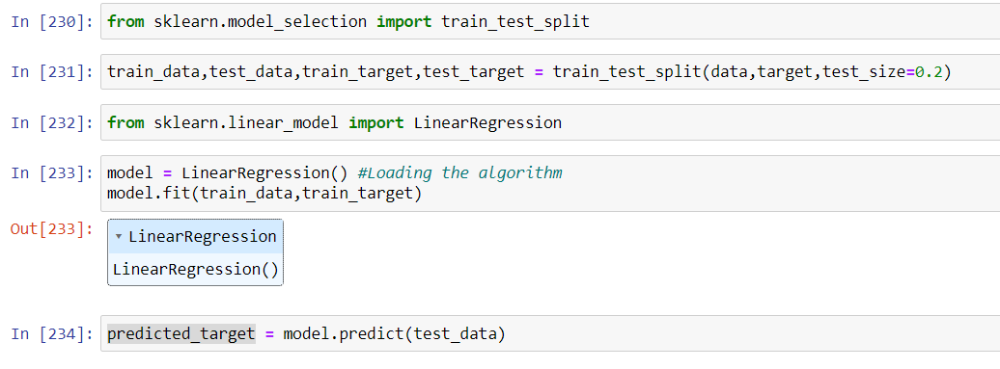 In [230]: from sklearn.model_selection import train_test_split
In [231]: train_data,test_data,train_target,test_target = train_test_split(data,target,test_size=0.2)
In [232]: from sklearn.linear_model import LinearRegression
In [233]: model = LinearRegression() #Loading the algorithm
model.fit(train_data,train_target)
Out[233]: ▾ LinearRegression
LinearRegression()
In [234]: predicted_target = model.predict(test_data)